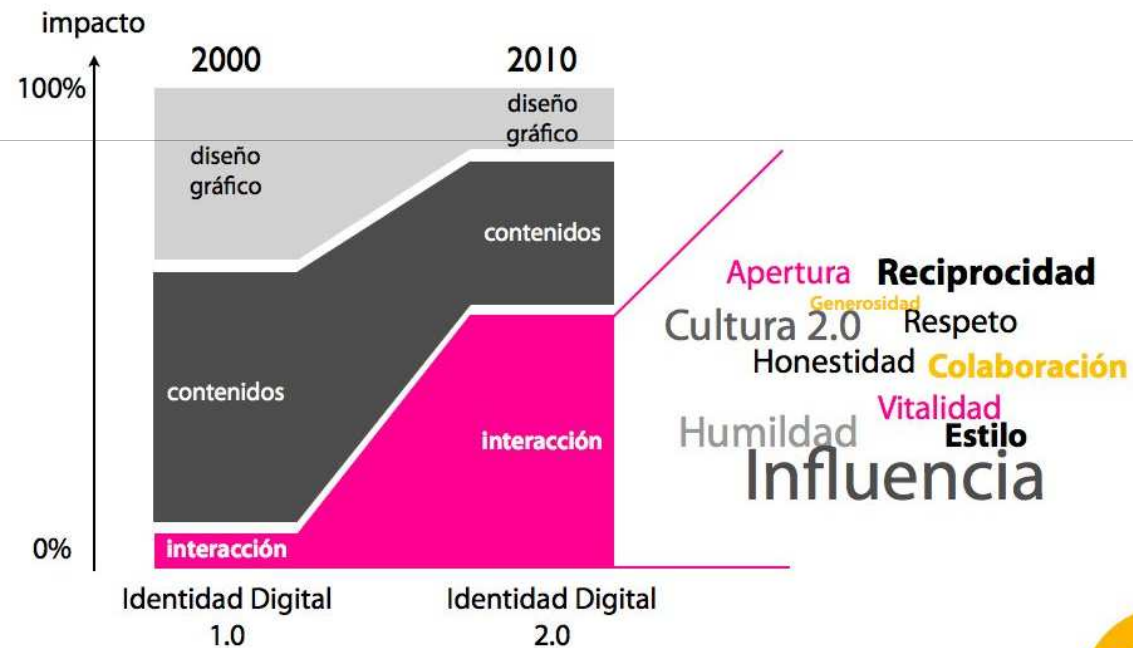 impacto
2000
2010
100%
diseño
gráfico
diseño
gráfico
contenidos
contenidos
interacción
interacción
0%
Identidad Digital
1.0
Identidad Digital
2.0
Apertura Reciprocidad
Generosidad
Cultura 2.0 Respeto
Honestidad Colaboración
Vitalidad
Humildad Estilo
Influencia